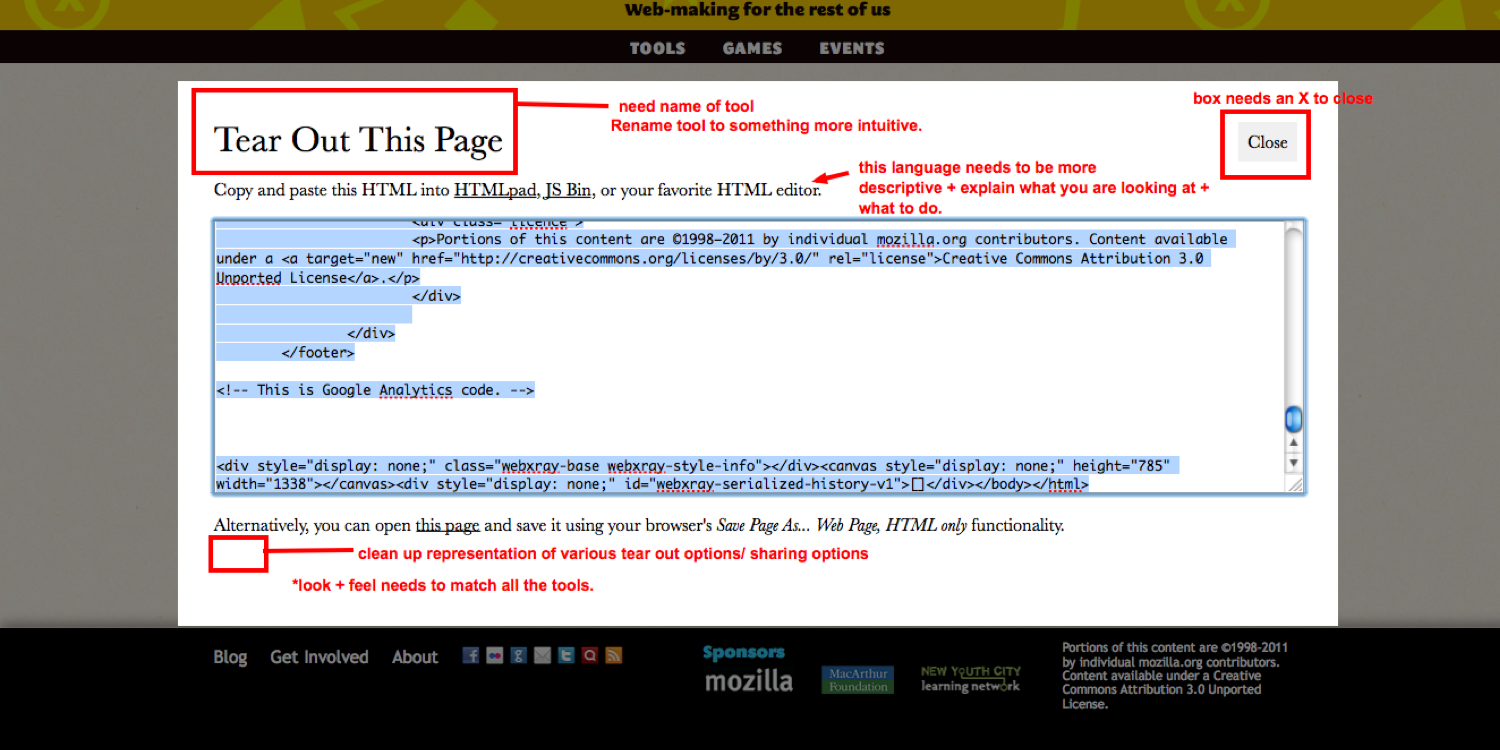 Web-making for the rest of us
TOOLS GAMES EVENTS
need name of tool
Rename tool to something more intuitive.
box needs an X to close
Tear Out This Page
Close
this language needs to be more
descriptive + explain what you are looking at +
what to do.
Copy and paste this HTML into HTMLpad, JS Bin, or your favorite HTML editor.
<div class="licence">
<p>Portions of this content are ©1998–2011 by individual mozilla.org contributors. Content available
under a <a target="new" href="http://creativecommons.org/licenses/by/3.0/" rel="license">Creative Commons Attribution 3.0
Unported License</a>.</p>
</div>
</div>
</footer>
<!-- This is Google Analytics code. -->
<div style="display: none;" class="webxray-base webxray-style-info"></div><canvas style="display: none;" height="785"
width="1338"></canvas><div style="display: none;" id="webxray-serialized-history-v1">[]</div></body></html>
Alternatively, you can open this page and save it using your browser's Save Page As... Web Page, HTML only functionality.
clean up representation of various tear out options/ sharing options
*look + feel needs to match all the tools.
Blog Get Involved About
Sponsors
mozilla
MacArthur
Foundation
NEW YOUTH CITY
learning network
Portions of this content are ©1998-2011
by individual mozilla.org contributors.
Content available under a Creative
Commons Attribution 3.0 Unported
License.